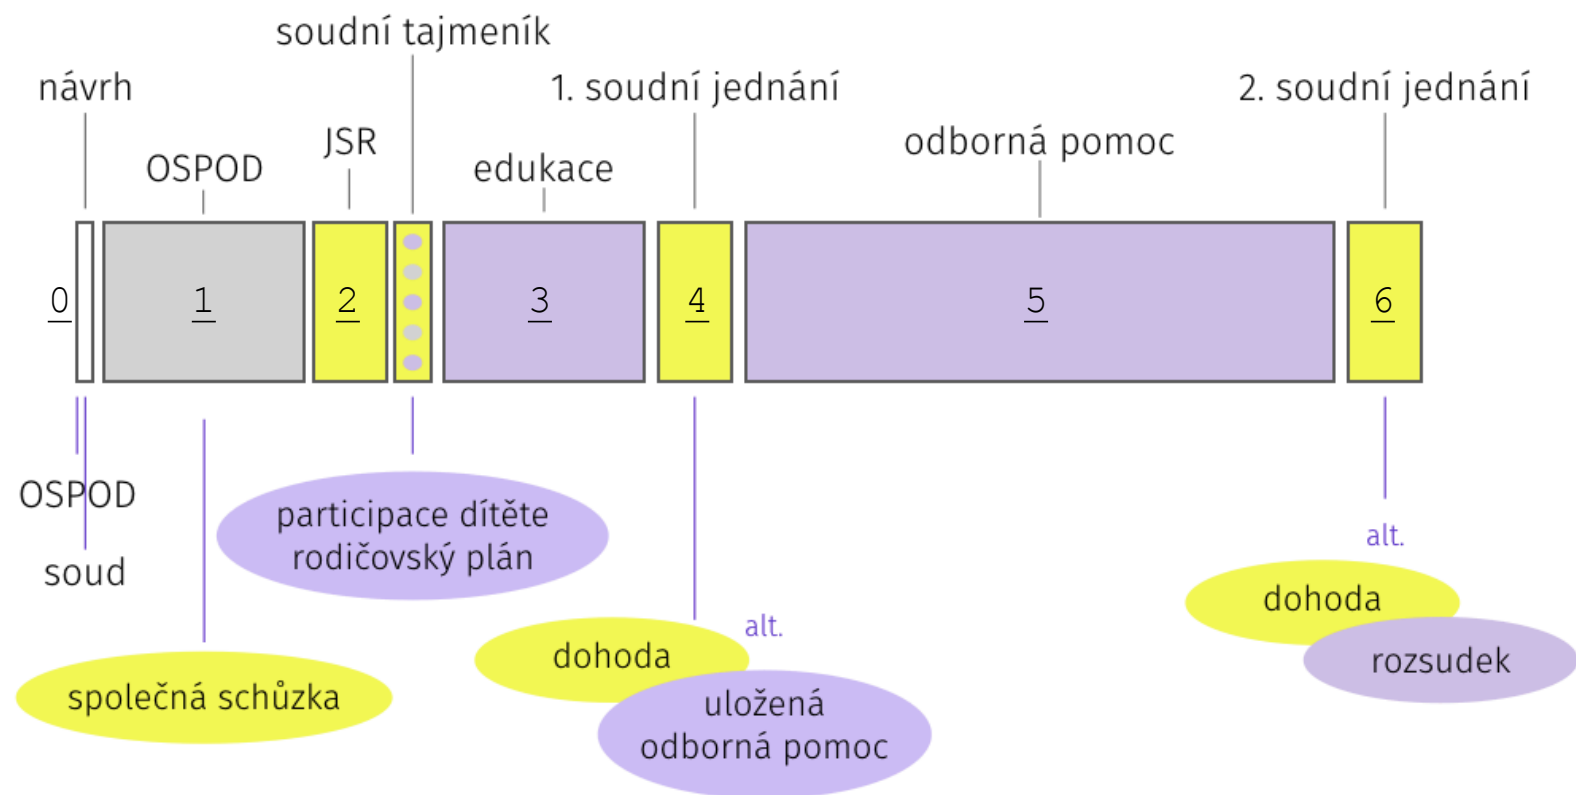 soudní tajmeník
návrh
1. soudní jednání
2. soudní jednání
JSR
odborná pomoc
OSPOD
edukace
0
1
2
3
4
5
6
OSPOD
soud
participace dítěte
rodičovský plán
společná schůzka
dohoda
alt.
uložená
odborná pomoc
alt.
dohoda
rozsudek